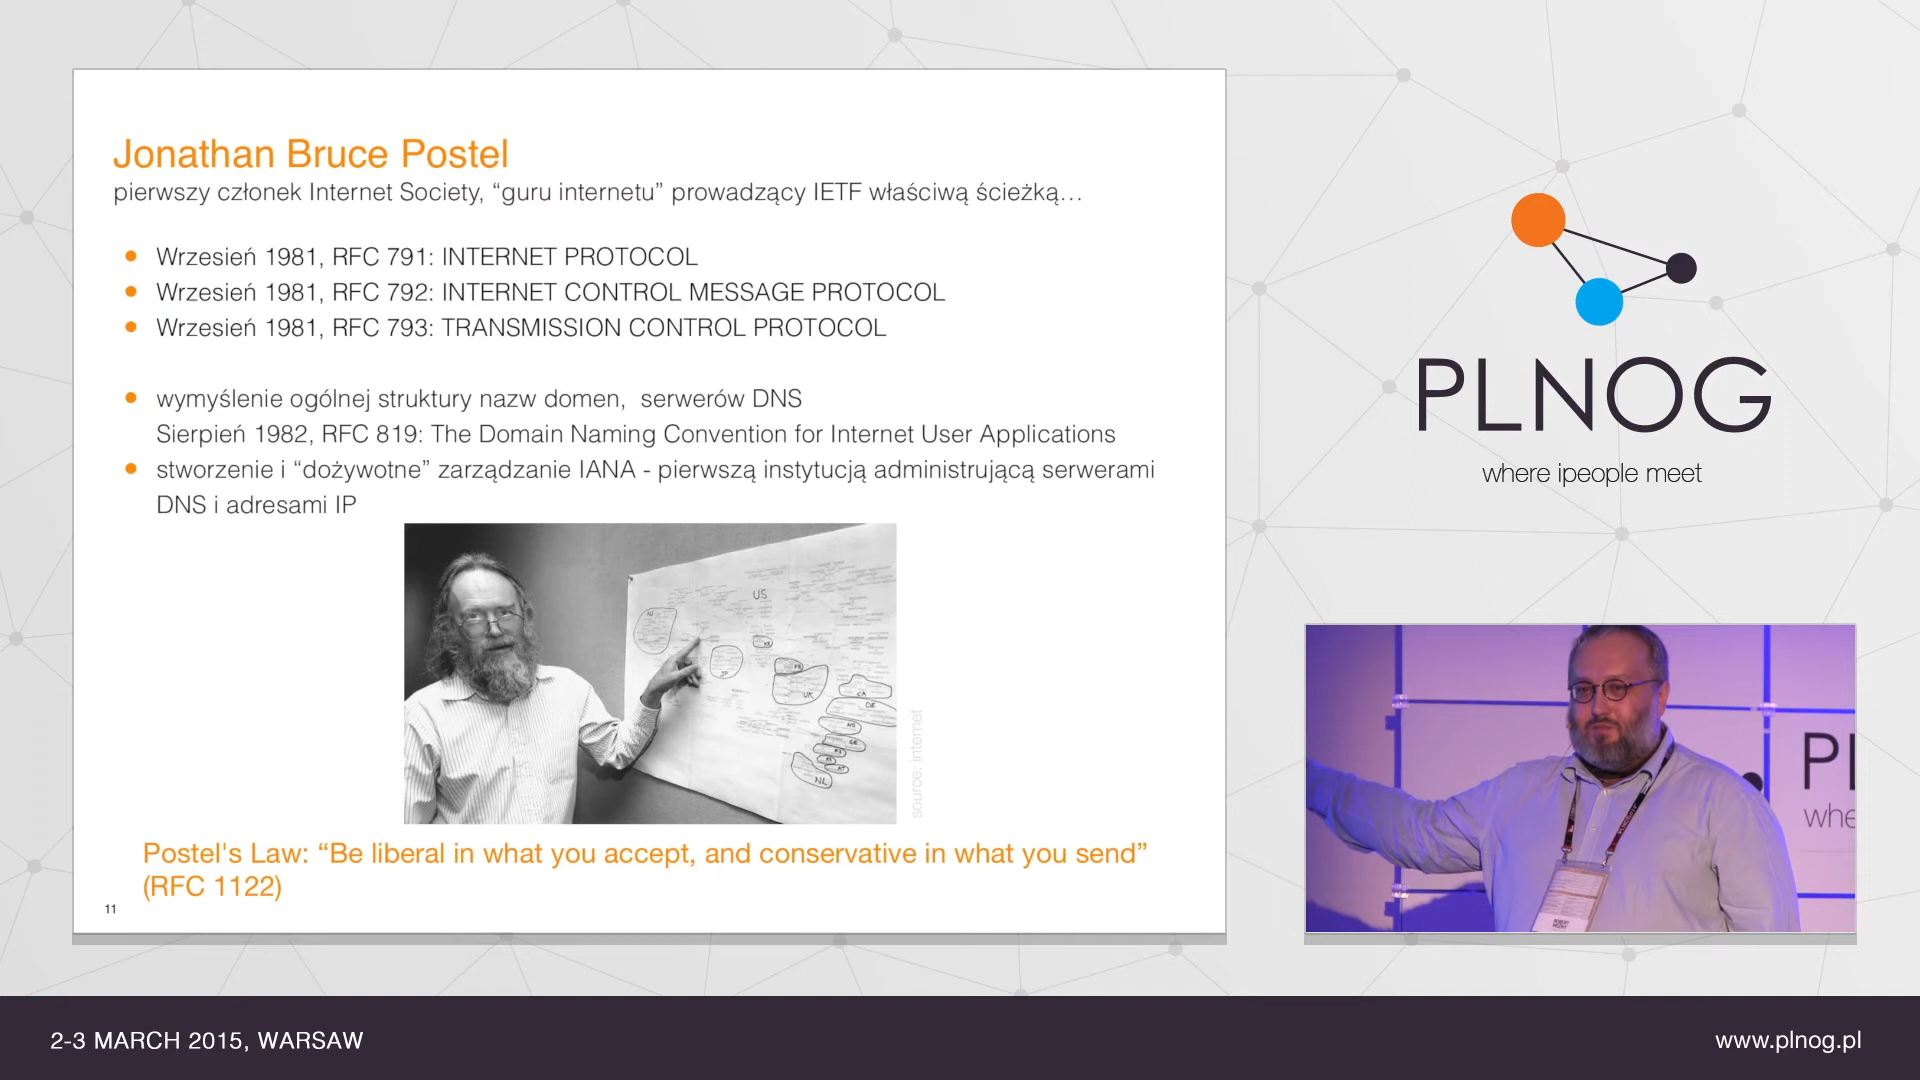 Jonathan Bruce Postel
pierwszy członek Internet Society, “guru internetu” prowadzący IETF właściwą ścieżką…
Wrzesień 1981, RFC 791: INTERNET PROTOCOL
Wrzesień 1981, RFC 792: INTERNET CONTROL MESSAGE PROTOCOL
Wrzesień 1981, RFC 793: TRANSMISSION CONTROL PROTOCOL
wymyślenie ogólnej struktury nazw domen, serwerów DNS
Sierpień 1982, RFC 819: The Domain Naming Convention for Internet User Applications
stworzenie i “dożywotne” zarządzanie IANA - pierwszą instytucją administrującą serwerami
DNS i adresami IP
US
UK
CA
DE
NL
source: internet
Postel's Law: “Be liberal in what you accept, and conservative in what you send”
(RFC 1122)
11
PLNOG
where ipeople meet
Pl
whe
2-3 MARCH 2015, WARSAW
www.plnog.pl